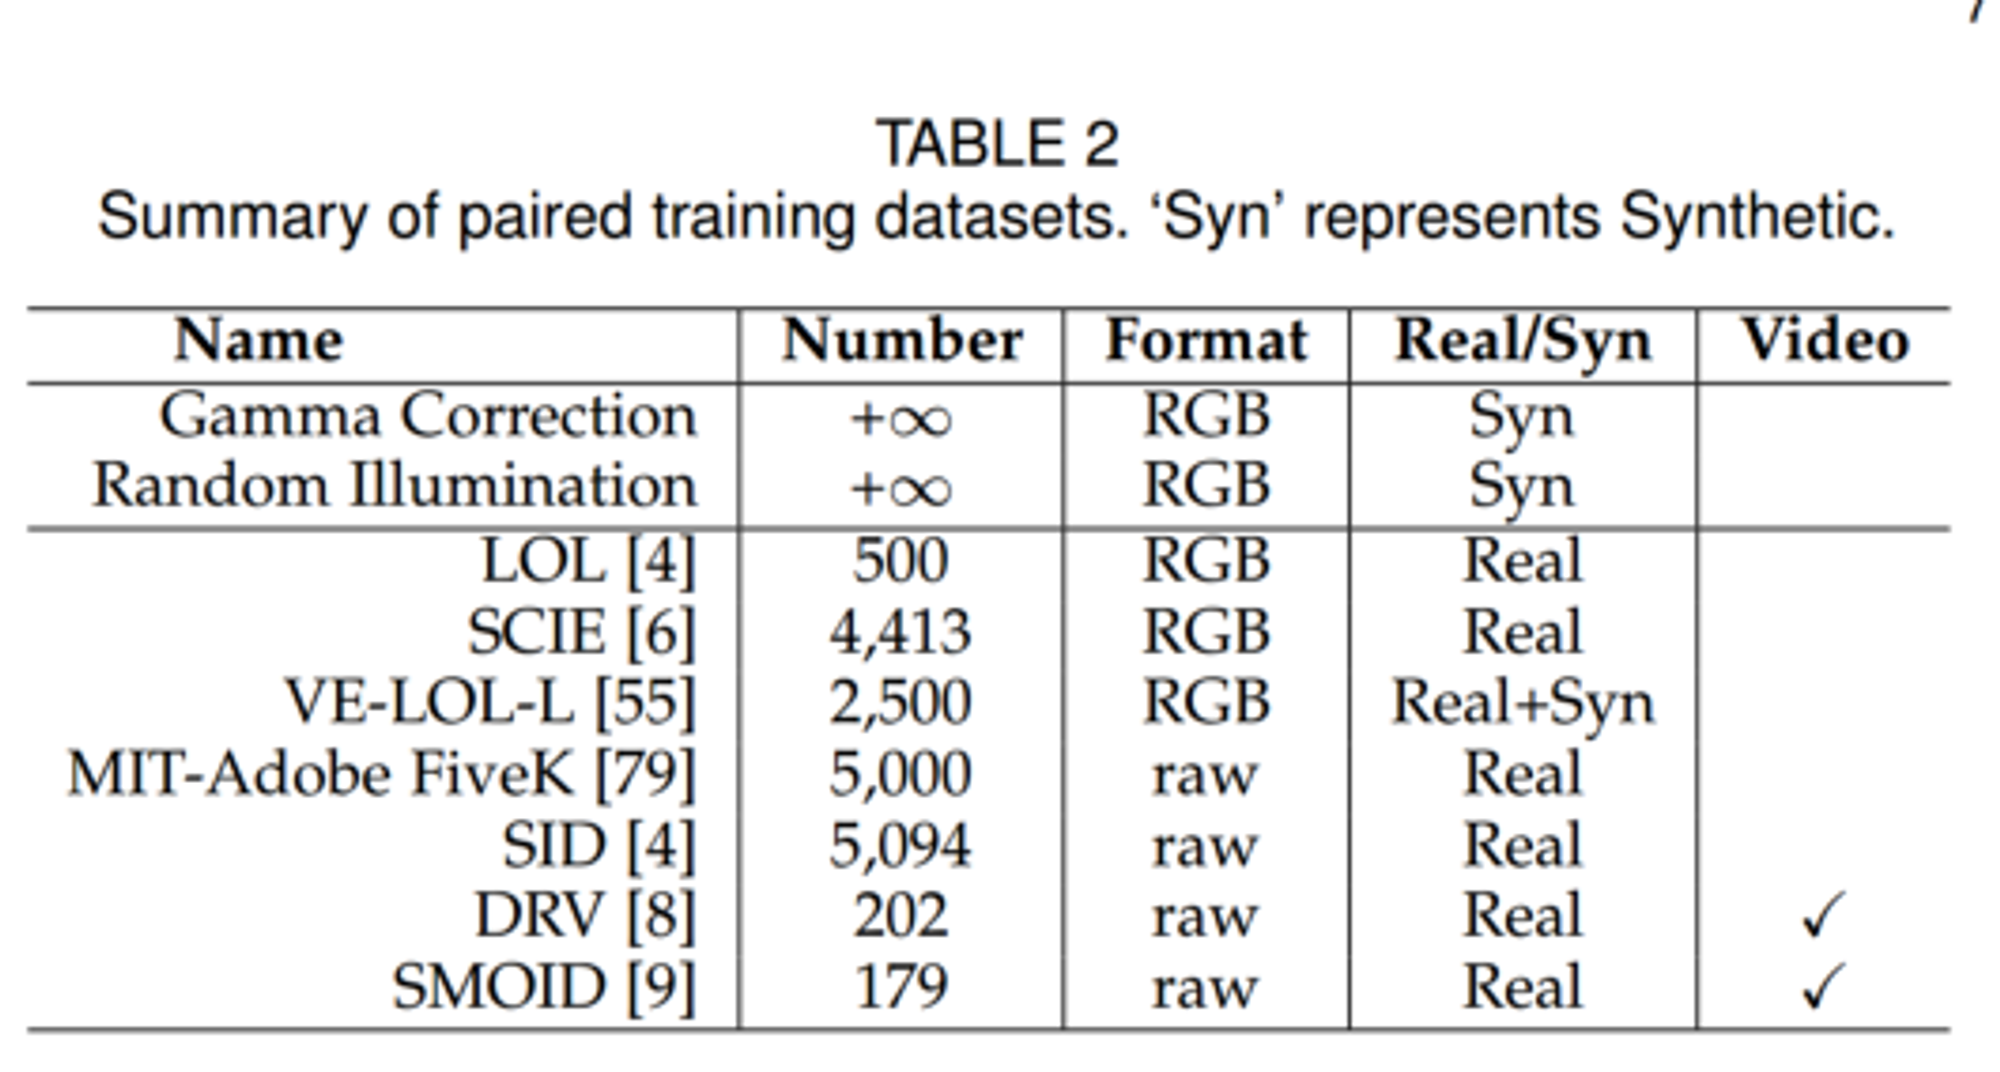 7
TABLE 2
Summary of paired training datasets. ‘Syn’ represents Synthetic.
Name Number Format Real/Syn Video
Gamma Correction +∞ RGB Syn
Random Illumination +∞ RGB Syn
LOL [4] 500 RGB Real
SCIE [6] 4,413 RGB Real
VE-LOL-L [55] 2,500 RGB Real+Syn
MIT-Adobe FiveK [79] 5,000 raw Real
SID [4] 5,094 raw Real
DRV [8] 202 raw Real ✓
SMOID [9] 179 raw Real ✓